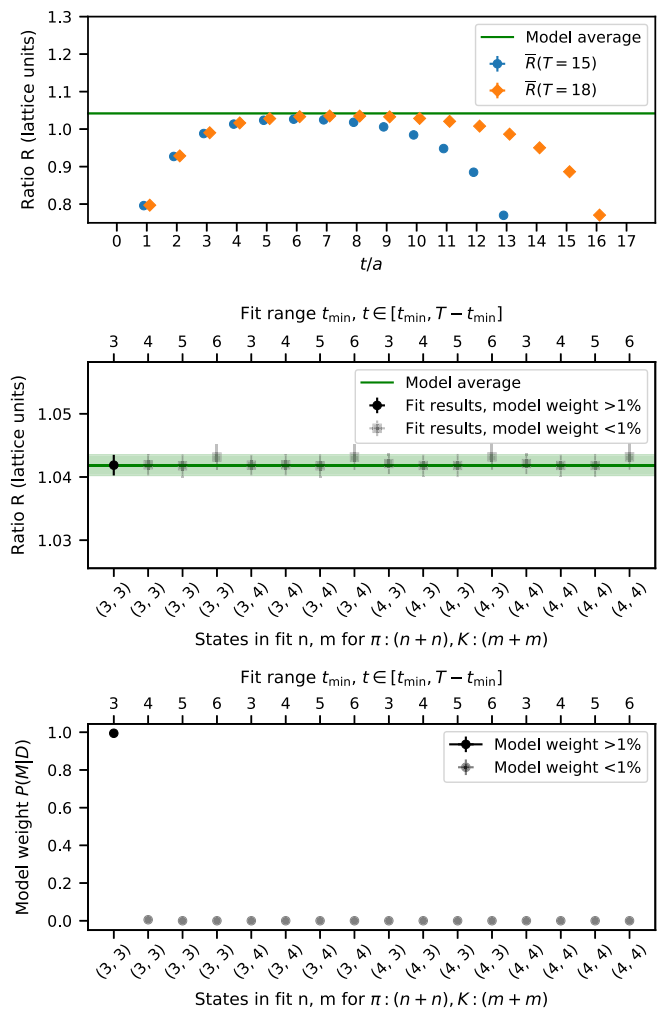 1.3
1.2
1.1
1.0
0.9
0.8
Ratio R (lattice units)
Model average
R̅(T = 15)
R̅(T = 18)
0 1 2 3 4 5 6 7 8 9 10 11 12 13 14 15 16 17
t/a
Fit range t_min, t ∈ [t_min, T − t_min]
3 4 5 6 3 4 5 6 3 4 5 6 3 4 5 6
1.05
1.04
1.03
Ratio R (lattice units)
Model average
Fit results, model weight >1%
Fit results, model weight <1%
(3, 3) (3, 3) (3, 3) (3, 3) (3, 4) (3, 4) (3, 4) (3, 4) (4, 3) (4, 3) (4, 3) (4, 3) (4, 4) (4, 4) (4, 4) (4, 4)
States in fit n, m for π : (n + n), K : (m + m)
Fit range t_min, t ∈ [t_min, T − t_min]
3 4 5 6 3 4 5 6 3 4 5 6 3 4 5 6
1.0
0.8
0.6
0.4
0.2
0.0
Model weight P(M|D)
Model weight >1%
Model weight <1%
(3, 3) (3, 3) (3, 3) (3, 3) (3, 4) (3, 4) (3, 4) (3, 4) (4, 3) (4, 3) (4, 3) (4, 3) (4, 4) (4, 4) (4, 4) (4, 4)
States in fit n, m for π : (n + n), K : (m + m)